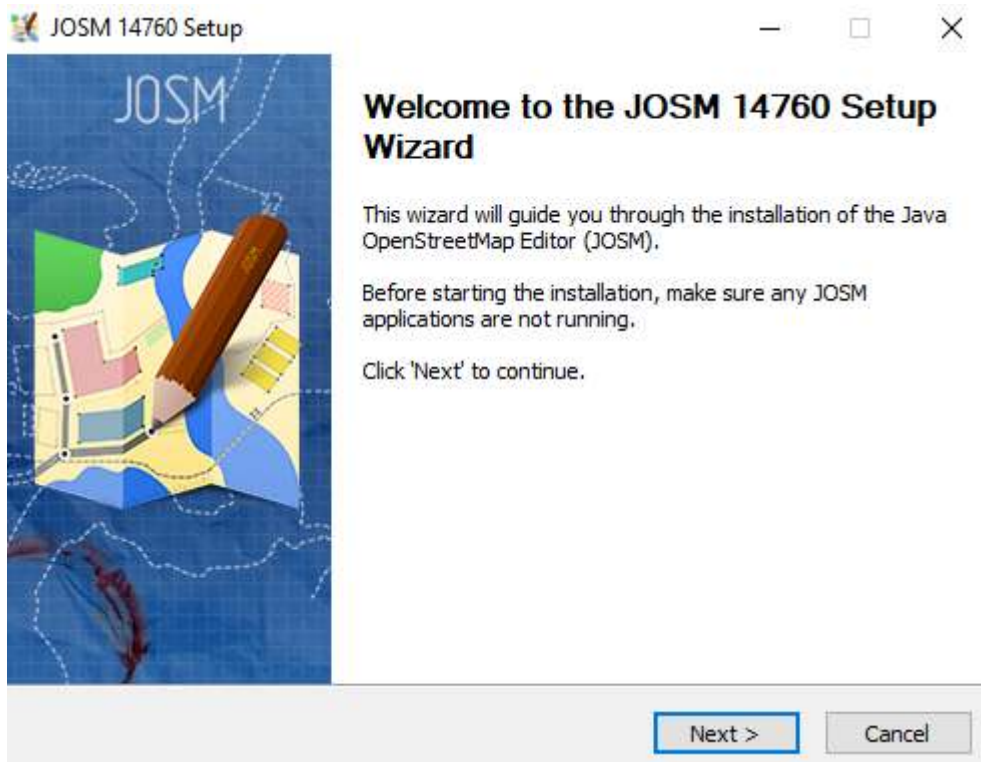 JOSM 14760 Setup
JOSM
Welcome to the JOSM 14760 Setup
Wizard
This wizard will guide you through the installation of the Java
OpenStreetMap Editor (JOSM).
Before starting the installation, make sure any JOSM
applications are not running.
Click 'Next' to continue.
JOSM
Next >
Cancel